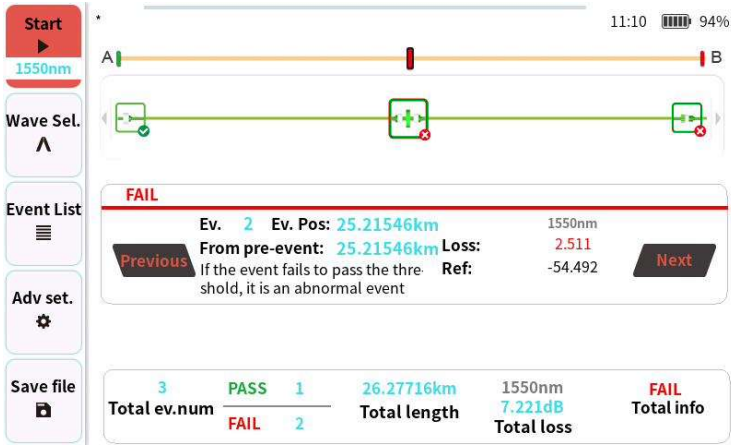 Start
1550nm
Wave Sel.
Event List
Adv set.
Save file
*
11:10 94%
A B
FAIL
Ev. 2 Ev. Pos: 25.21546km 1550nm
From pre-event: 25.21546km Loss: 2.511
Previous
If the event fails to pass the thre- Ref: -54.492
shold, it is an abnormal event
Next
3 PASS 1 26.27716km 1550nm FAIL
Total ev.num Total length 7.221dB Total info
FAIL 2 Total loss